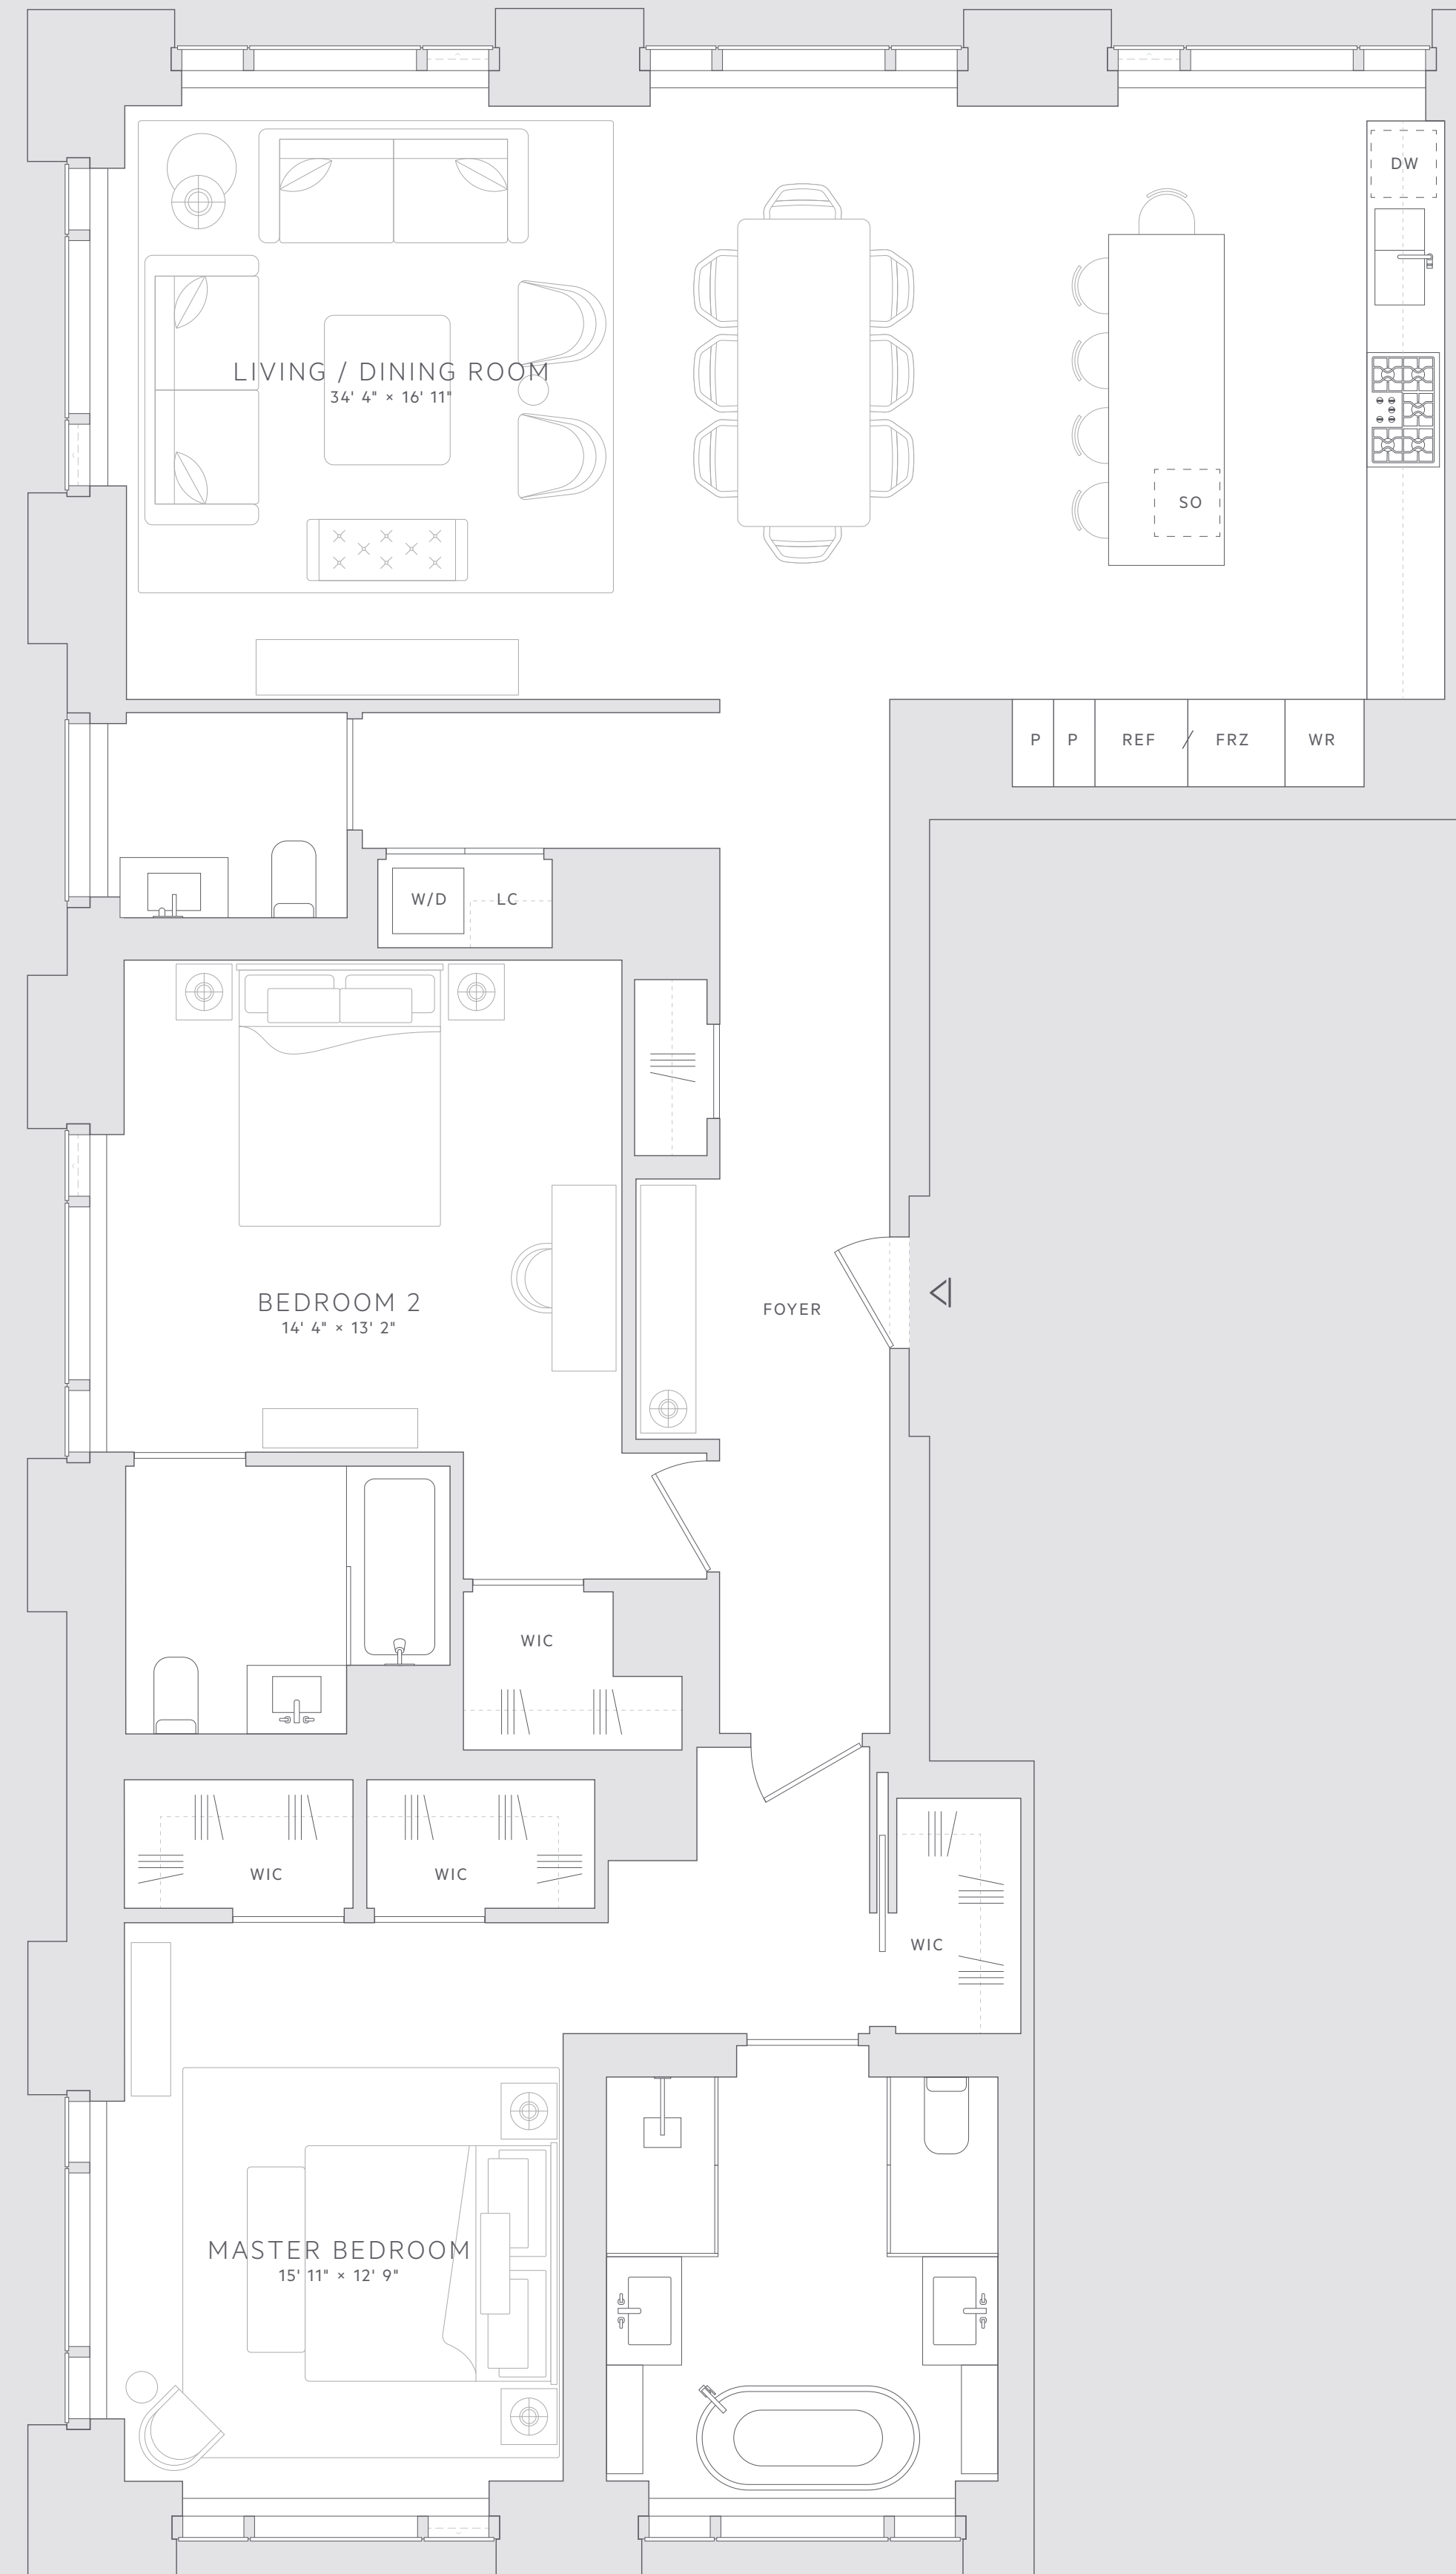 DW
LIVING / DINING ROOM
34' 4" × 16' 11"
SO
P P REF / FRZ WR
W/D LC
BEDROOM 2
14' 4" × 13' 2"
FOYER
WIC
WIC WIC
WIC
MASTER BEDROOM
15' 11" × 12' 9"